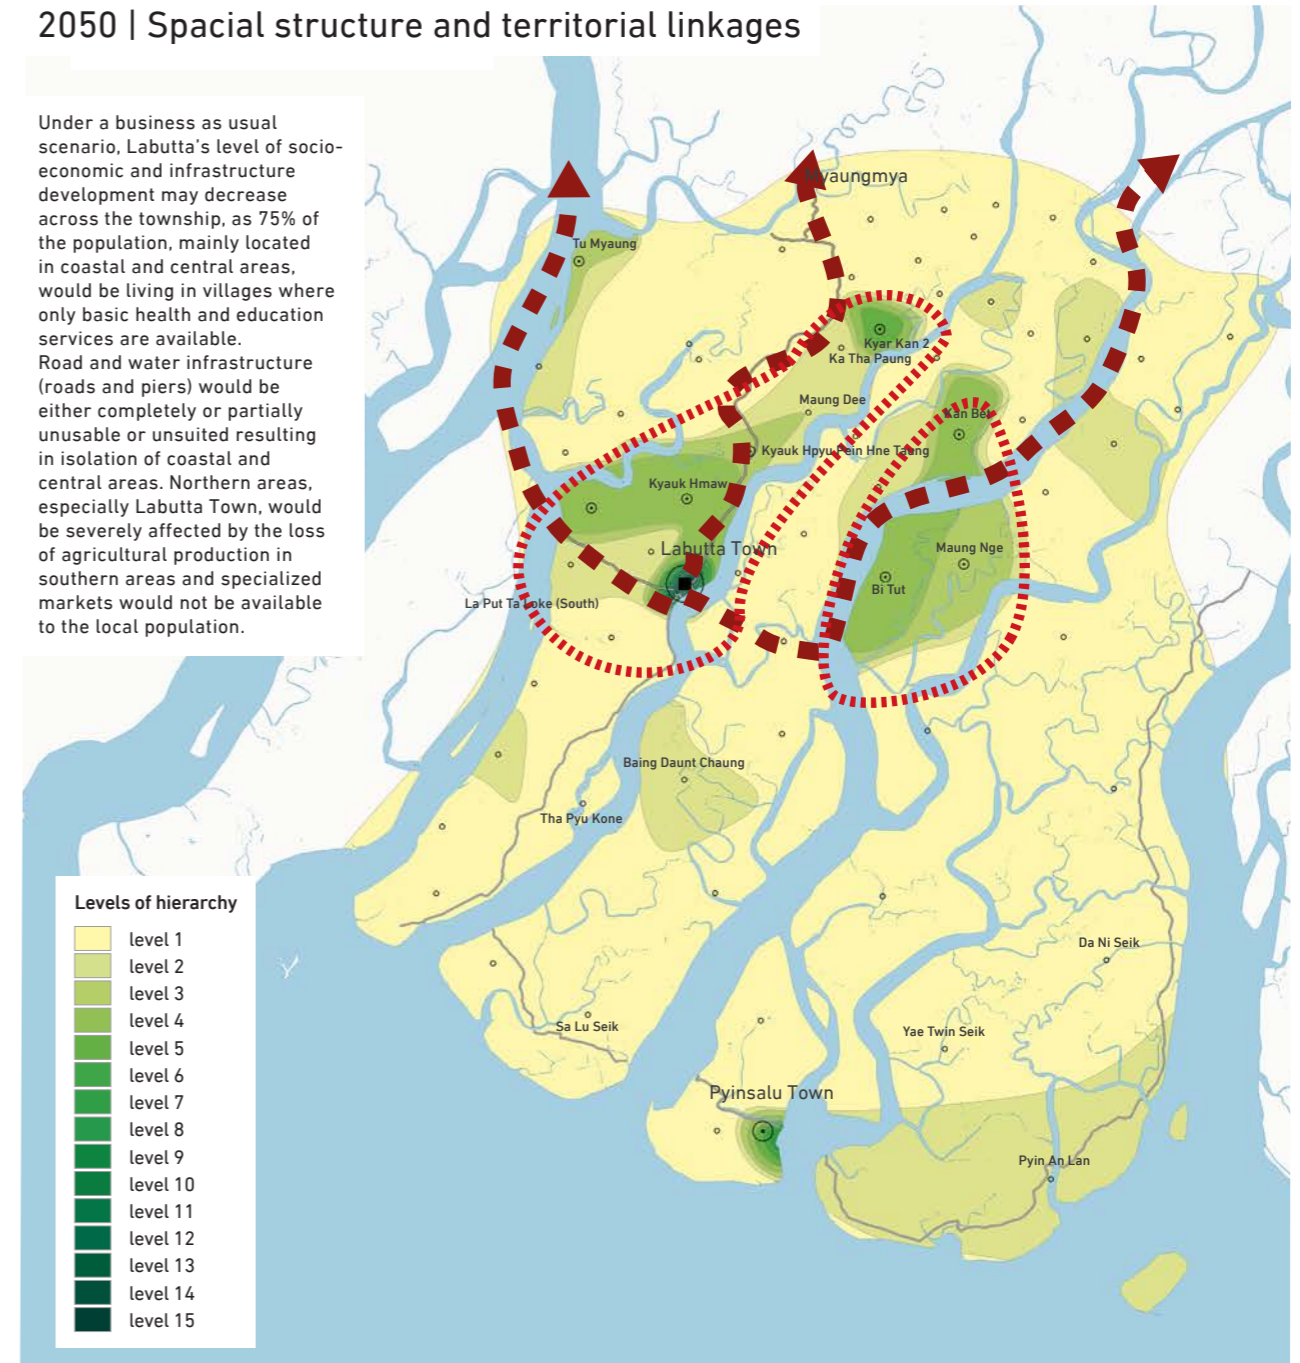 2050 | Spacial structure and territorial linkages
Under a business as usual
scenario, Labutta's level of socio-
economic and infrastructure
development may decrease
across the township, as 75% of
the population, mainly located
in coastal and central areas,
would be living in villages where
only basic health and education
services are available.
Road and water infrastructure
(roads and piers) would be
either completely or partially
unusable or unsuited resulting
in isolation of coastal and
central areas. Northern areas,
especially Labutta Town, would
be severely affected by the loss
of agricultural production in
southern areas and specialized
markets would not be available
to the local population.
Myaungmya
Tu Myaung
Kyar Kan 2
Ka Tha Paung
Maung Dee
Kan Bet
Kyauk Hpyu Pein Hne Taung
Kyauk Hmaw
Labutta Town
Maung Nge
Bi Tut
La Put Ta Loke (South)
Baing Daunt Chaung
Tha Pyu Kone
Da Ni Seik
Sa Lu Seik
Yae Twin Seik
Pyinsalu Town
Pyin An Lan
Levels of hierarchy
level 1
level 2
level 3
level 4
level 5
level 6
level 7
level 8
level 9
level 10
level 11
level 12
level 13
level 14
level 15